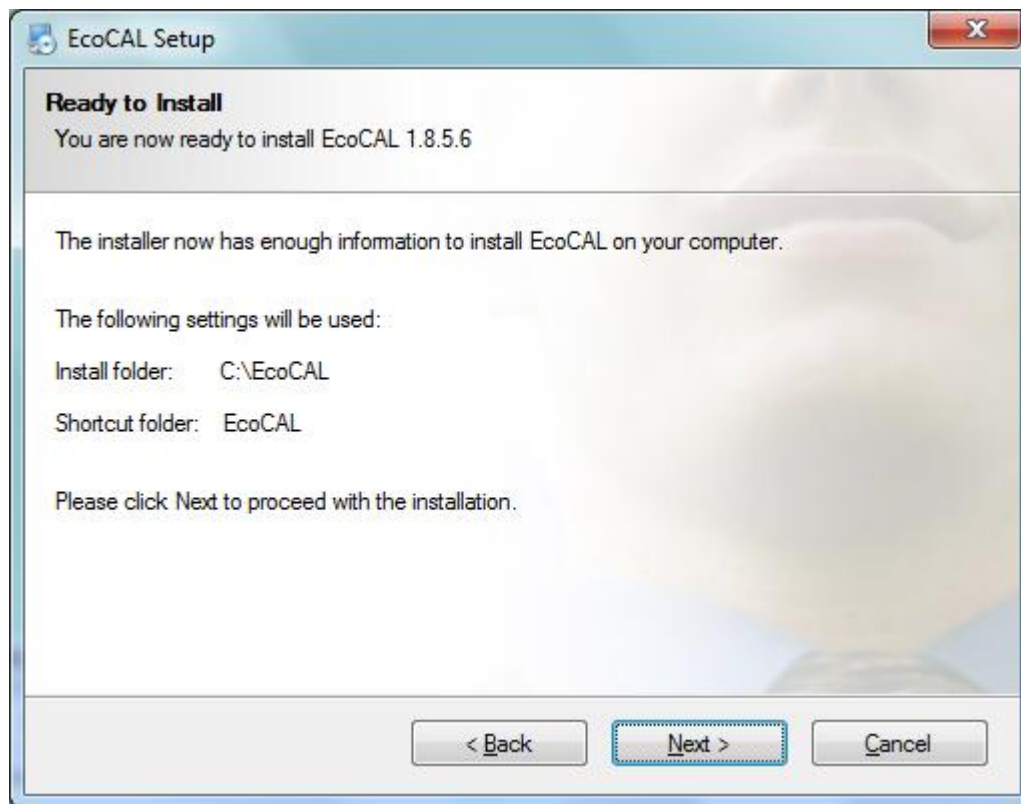 EcoCAL Setup
Ready to Install
You are now ready to install EcoCAL 1.8.5.6
The installer now has enough information to install EcoCAL on your computer.
The following settings will be used:
Install folder: C:\EcoCAL
Shortcut folder: EcoCAL
Please click Next to proceed with the installation.
< Back Next > Cancel